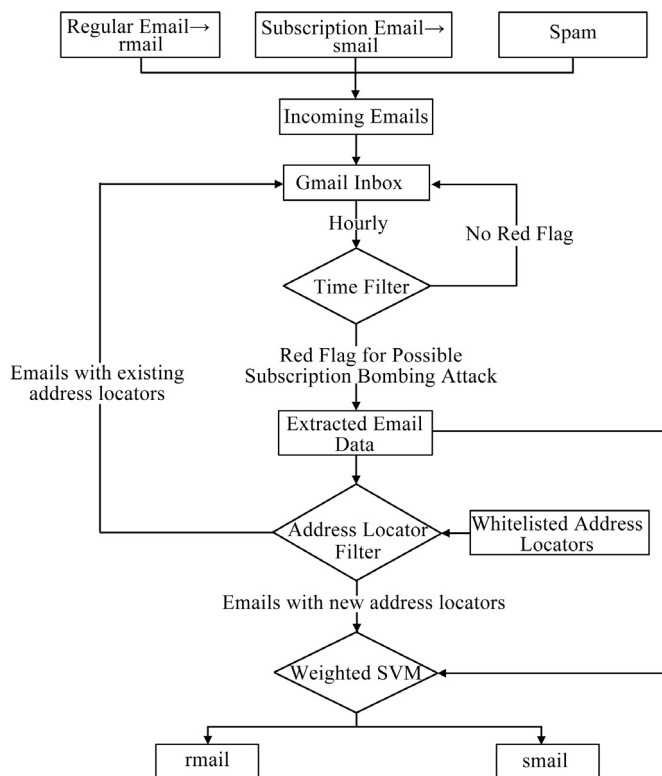 Regular Email→
rmail
Subscription Email→
smail
Spam
Incoming Emails
Gmail Inbox
Hourly
No Red Flag
Time Filter
Red Flag for Possible
Subscription Bombing Attack
Emails with existing
address locators
Extracted Email
Data
Address Locator
Filter
Whitelisted Address
Locators
Emails with new address locators
Weighted SVM
rmail
smail